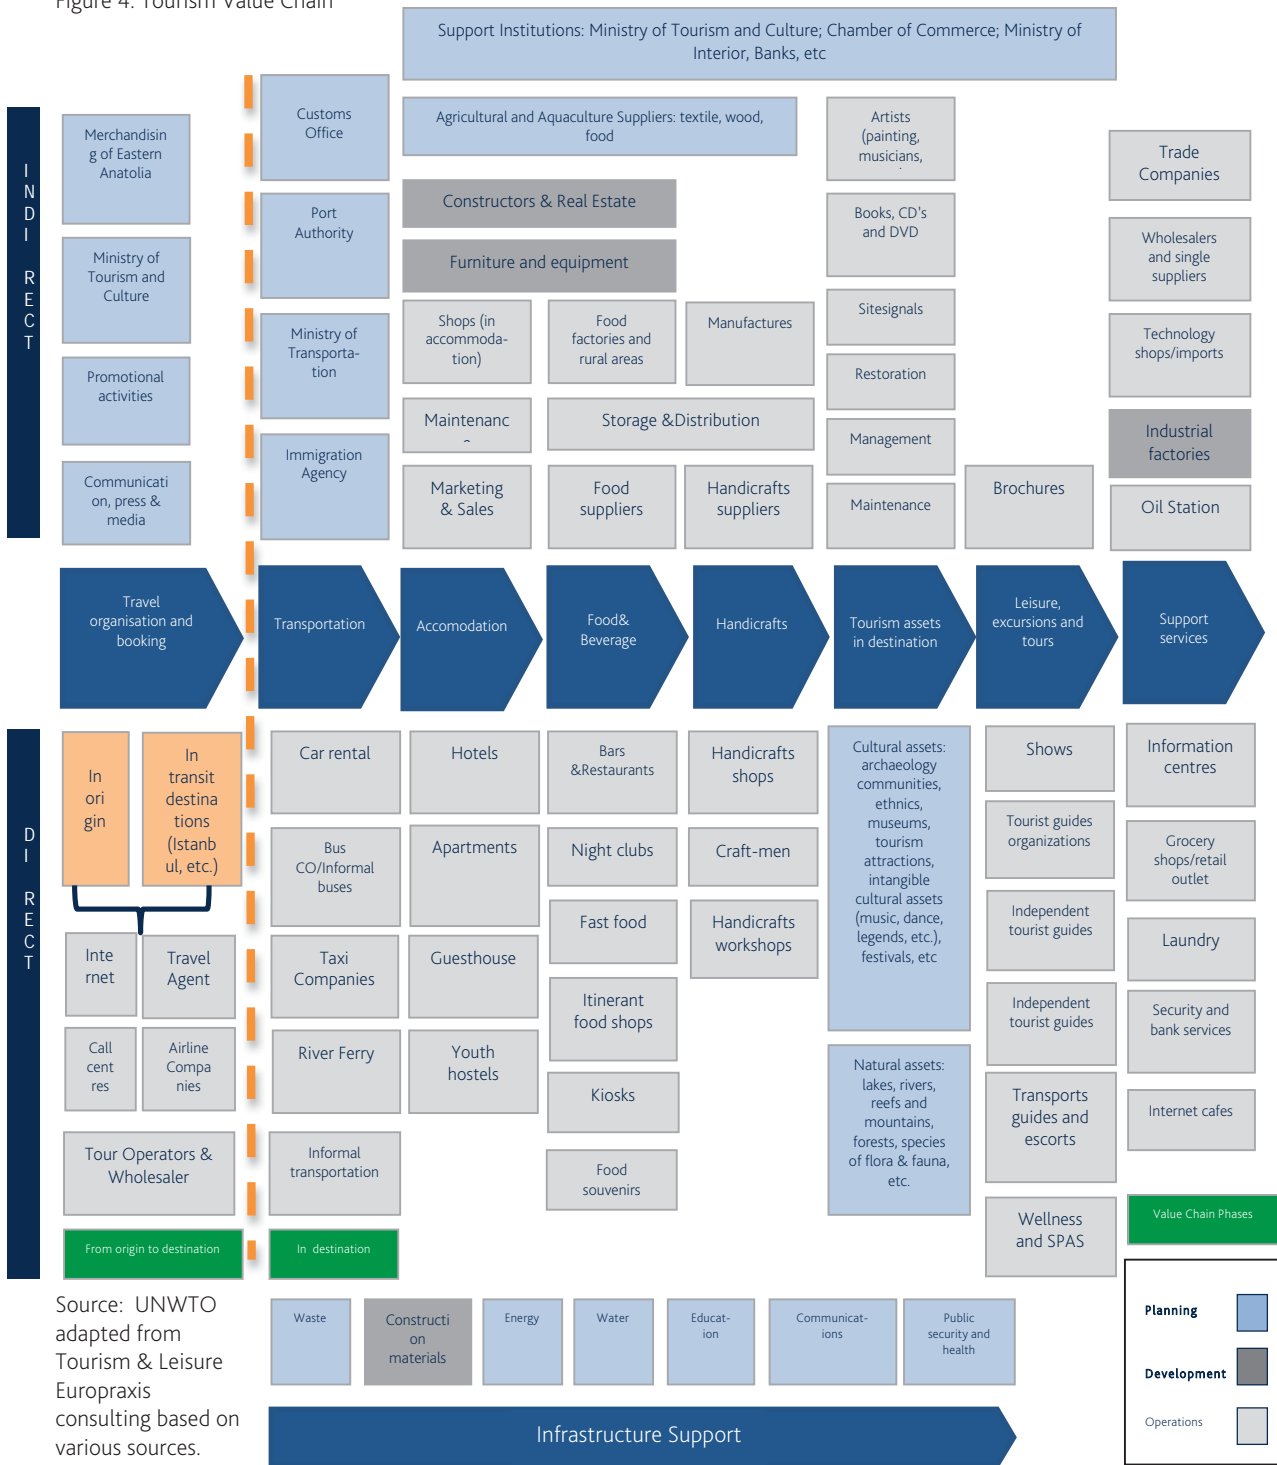 Figure 4: Tourism Value Chain
Support Institutions: Ministry of Tourism and Culture; Chamber of Commerce; Ministry of
Interior, Banks, etc
INDIRECT
Merchandisin
g of Eastern
Anatolia
Ministry of
Tourism and
Culture
Promotional
activities
Communicati
on, press &
media
Customs
Office
Port
Authority
Ministry of
Transporta-
tion
Immigration
Agency
Agricultural and Aquaculture Suppliers: textile, wood,
food
Constructors & Real Estate
Furniture and equipment
Shops (in
accommoda-
tion)
Food
factories and
rural areas
Manufactures
Maintenanc
Storage &Distribution
Marketing
& Sales
Food
suppliers
Handicrafts
suppliers
Artists
(painting,
musicians,
Books, CD's
and DVD
Sitesignals
Restoration
Management
Maintenance
Brochures
Trade
Companies
Wholesalers
and single
suppliers
Technology
shops/imports
Industrial
factories
Oil Station
Travel
organisation and
booking
Transportation
Accomodation
Food&
Beverage
Handicrafts
Tourism assets
in destination
Leisure,
excursions and
tours
Support
services
DIRECT
In
ori
gin
In
transit
destina
tions
(Istanb
ul, etc.)
Inte
rnet
Travel
Agent
Call
cent
res
Airline
Compa
nies
Tour Operators &
Wholesaler
From origin to destination
Car rental
Bus
CO/Informal
buses
Taxi
Companies
River Ferry
Informal
transportation
In destination
Hotels
Apartments
Guesthouse
Youth
hostels
Bars
&Restaurants
Night clubs
Fast food
Itinerant
food shops
Kiosks
Food
souvenirs
Handicrafts
shops
Craft-men
Handicrafts
workshops
Cultural assets:
archaeology
communities,
ethnics,
museums,
tourism
attractions,
intangible
cultural assets
(music, dance,
legends, etc.),
festivals, etc
Natural assets:
lakes, rivers,
reefs and
mountains,
forests, species
of flora & fauna,
etc.
Shows
Tourist guides
organizations
Independent
tourist guides
Independent
tourist guides
Transports
guides and
escorts
Wellness
and SPAS
Information
centres
Grocery
shops/retail
outlet
Laundry
Security and
bank services
Internet cafes
Value Chain Phases
Planning
Development
Operations
Source: UNWTO
adapted from
Tourism & Leisure
Europraxis
consulting based on
various sources.
Waste
Constructi
on
materials
Energy
Water
Educat-
ion
Communicat-
ions
Public
security and
health
Infrastructure Support